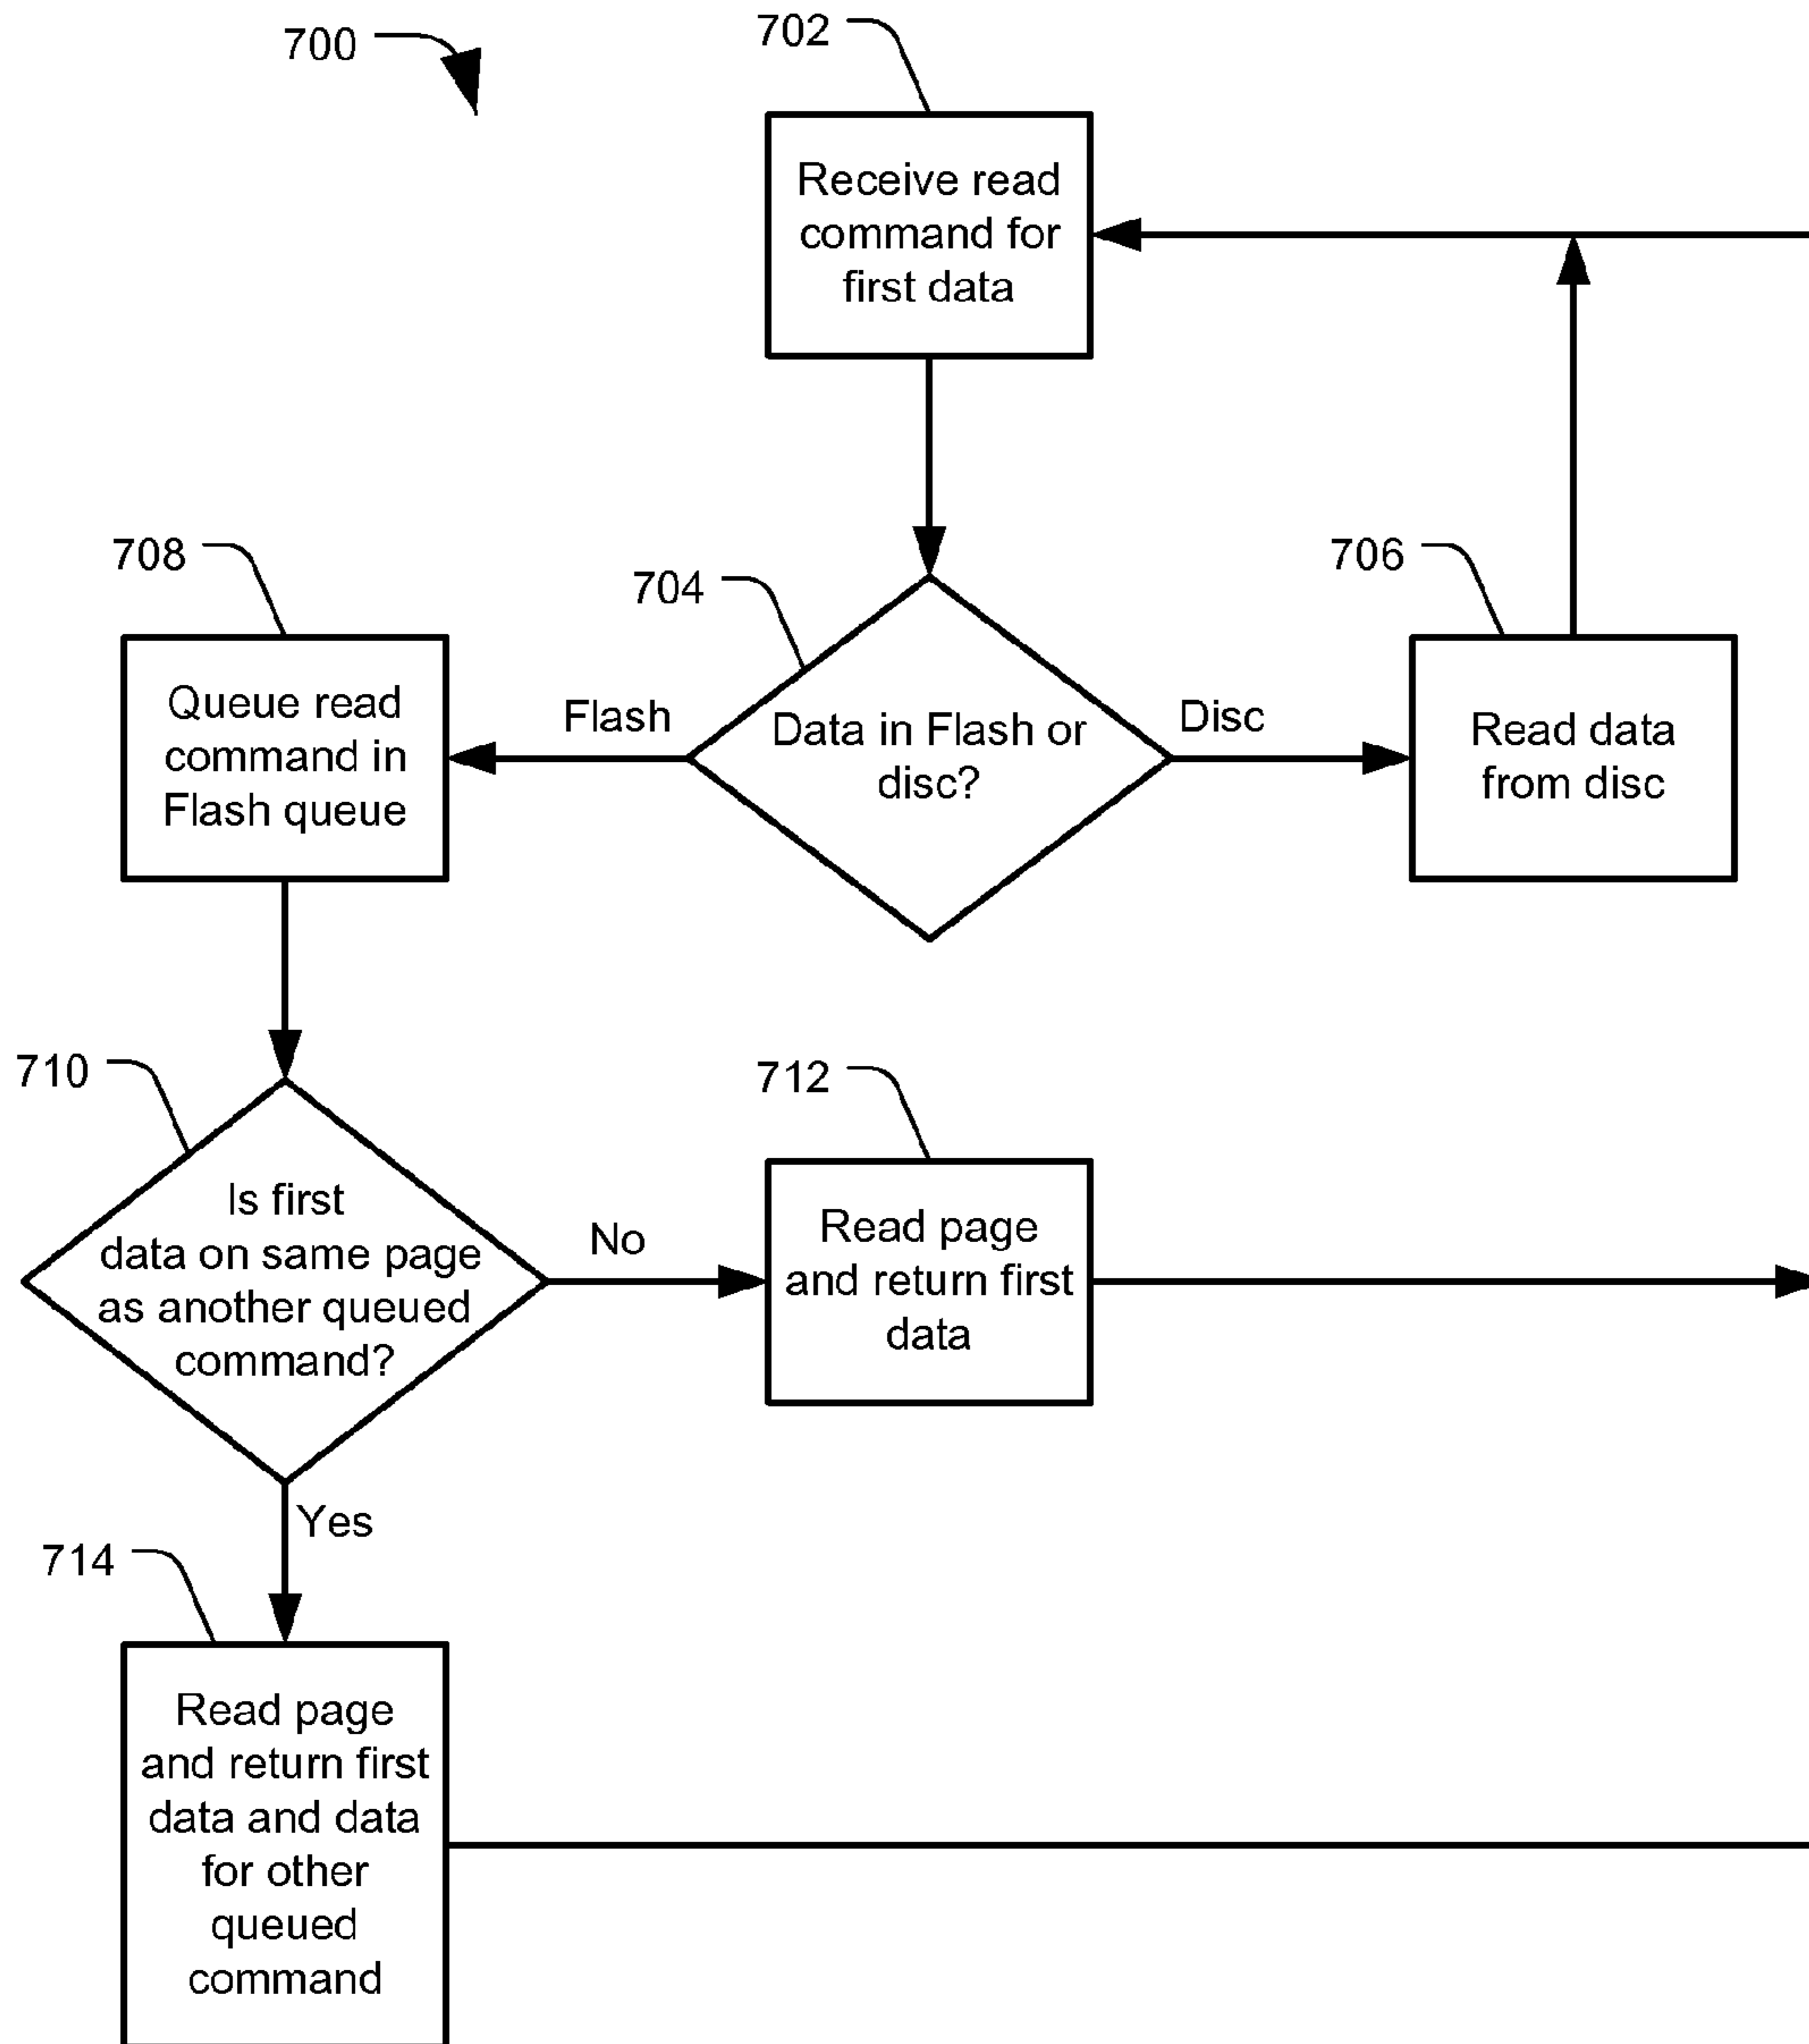 700
702
Receive read
command for
first data
708
704
706
Queue read
command in
Flash queue
Flash
Data in Flash or
disc?
Disc
Read data
from disc
710
712
Is first
data on same page
as another queued
command?
No
Read page
and return first
data
Yes
714
Read page
and return first
data and data
for other
queued
command